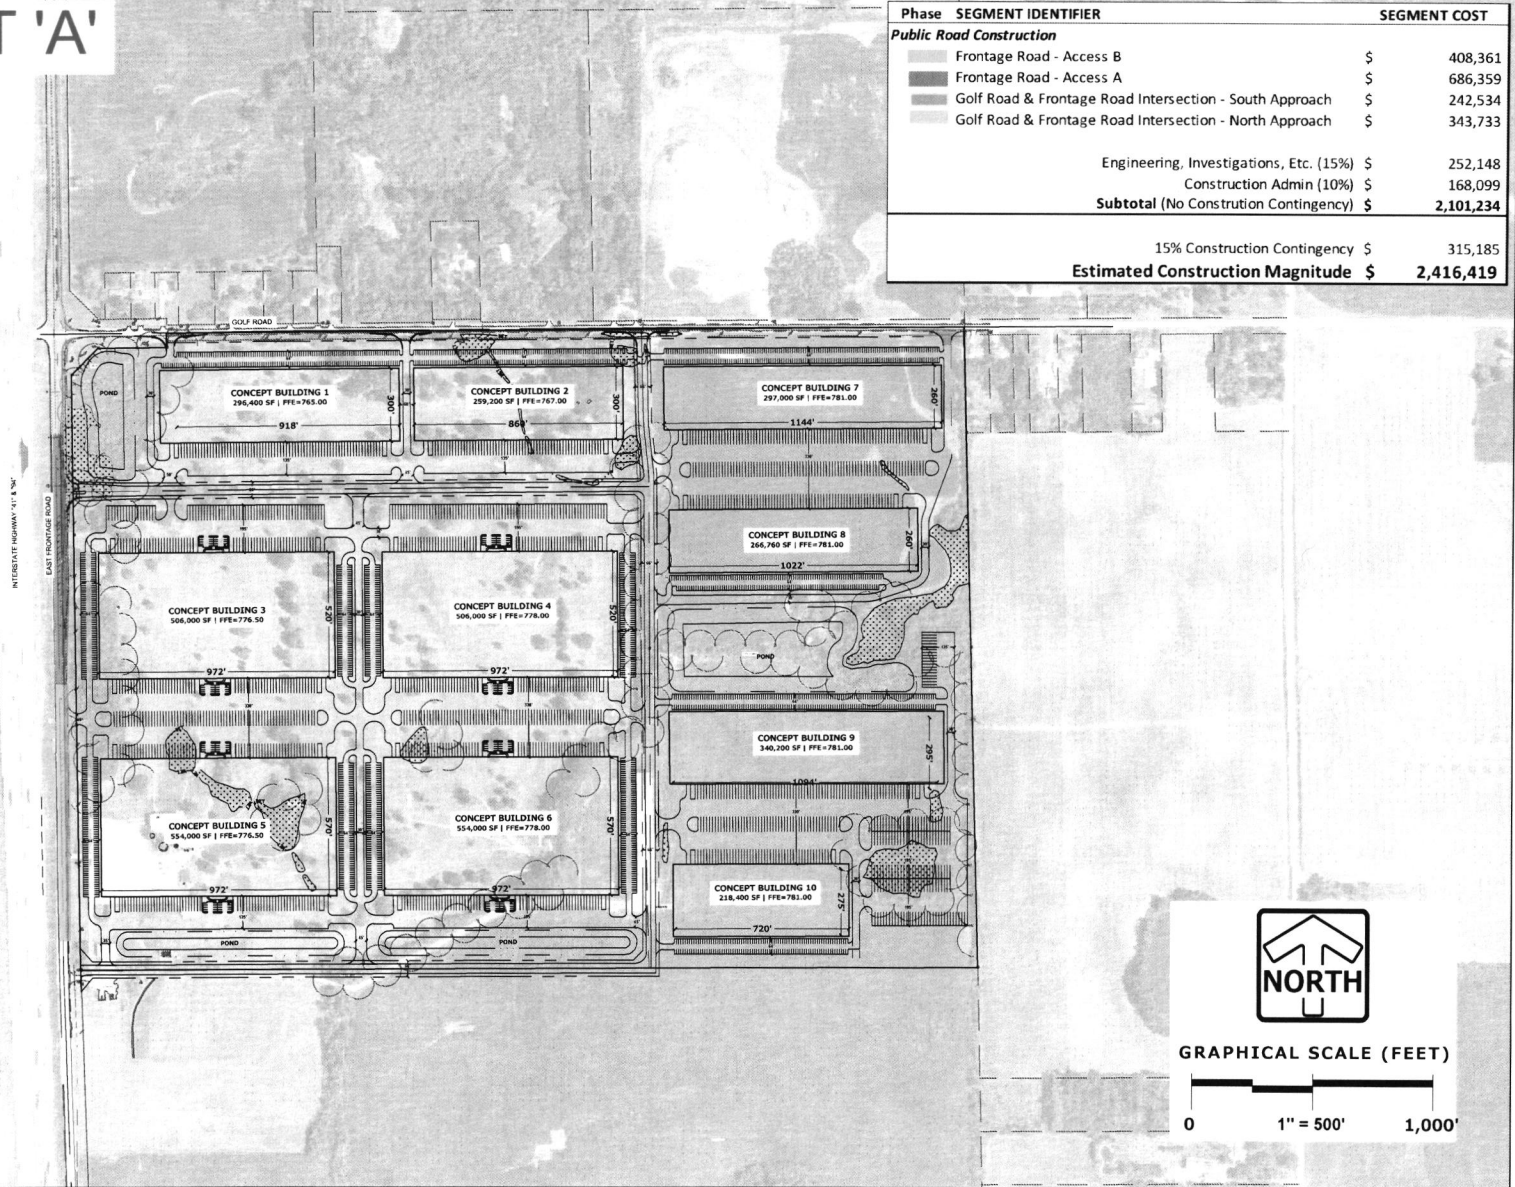 T 'A'
Phase SEGMENT IDENTIFIER SEGMENT COST
Public Road Construction
Frontage Road - Access B $ 408,361
Frontage Road - Access A $ 686,359
Golf Road & Frontage Road Intersection - South Approach $ 242,534
Golf Road & Frontage Road Intersection - North Approach $ 343,733
Engineering, Investigations, Etc. (15%) $ 252,148
Construction Admin (10%) $ 168,099
Subtotal (No Constrution Contingency) $ 2,101,234
15% Construction Contingency $ 315,185
Estimated Construction Magnitude $ 2,416,419
GOLF ROAD
POND
CONCEPT BUILDING 1
296,400 SF | FFE=765.00
300'
918'
CONCEPT BUILDING 2
259,200 SF | FFE=767.00
300'
860'
CONCEPT BUILDING 7
297,000 SF | FFE=781.00
260'
1144'
INTERSTATE HIGHWAY "41" & "94"
EAST FRONTAGE ROAD
CONCEPT BUILDING 8
266,760 SF | FFE=781.00
260'
1022'
CONCEPT BUILDING 3
506,000 SF | FFE=776.50
520'
972'
CONCEPT BUILDING 4
506,000 SF | FFE=778.00
520'
972'
POND
CONCEPT BUILDING 9
340,200 SF | FFE=781.00
295'
1094'
CONCEPT BUILDING 5
554,000 SF | FFE=776.50
570'
972'
CONCEPT BUILDING 6
554,000 SF | FFE=778.00
570'
972'
CONCEPT BUILDING 10
218,400 SF | FFE=781.00
275'
720'
POND
POND
NORTH
GRAPHICAL SCALE (FEET)
0 1" = 500' 1,000'